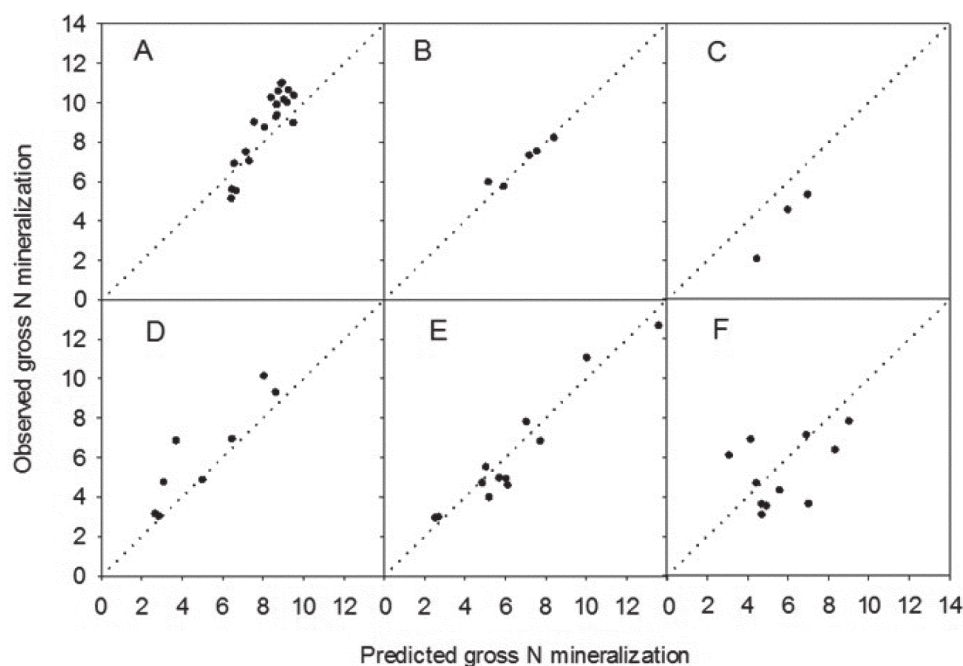 14
12
10
8
6
4
2
0
A
B
C
12
10
8
6
4
2
0
D
E
F
0 2 4 6 8 10 12
0 2 4 6 8 10 12
0 2 4 6 8 10 12 14
Observed gross N mineralization
Predicted gross N mineralization